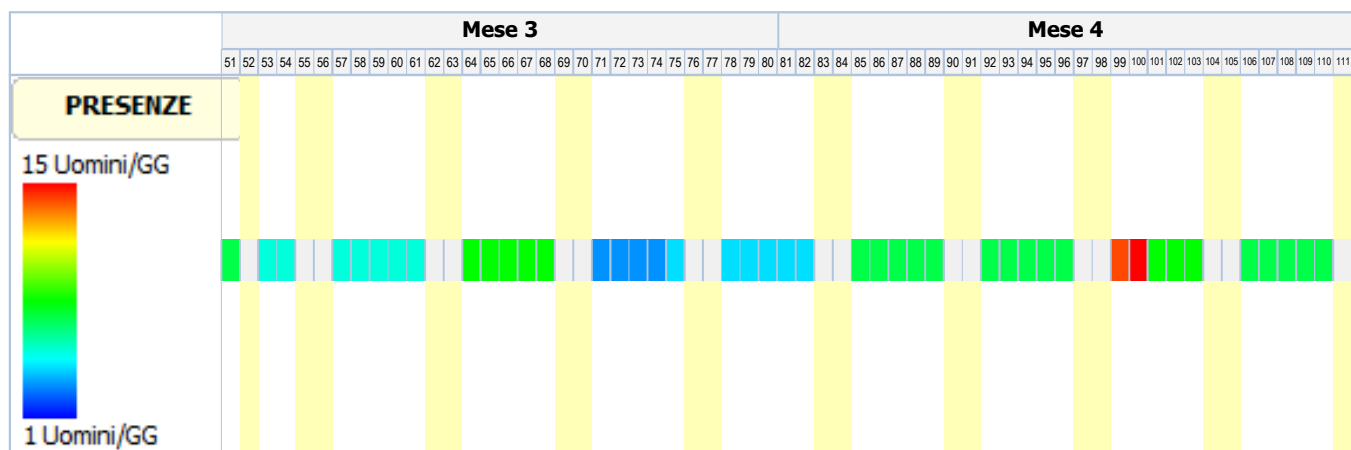 Mese 3 Mese 4
51 52 53 54 55 56 57 58 59 60 61 62 63 64 65 66 67 68 69 70 71 72 73 74 75 76 77 78 79 80 81 82 83 84 85 86 87 88 89 90 91 92 93 94 95 96 97 98 99 100 101 102 103 104 105 106 107 108 109 110 111
PRESENZE
15 Uomini/GG
1 Uomini/GG